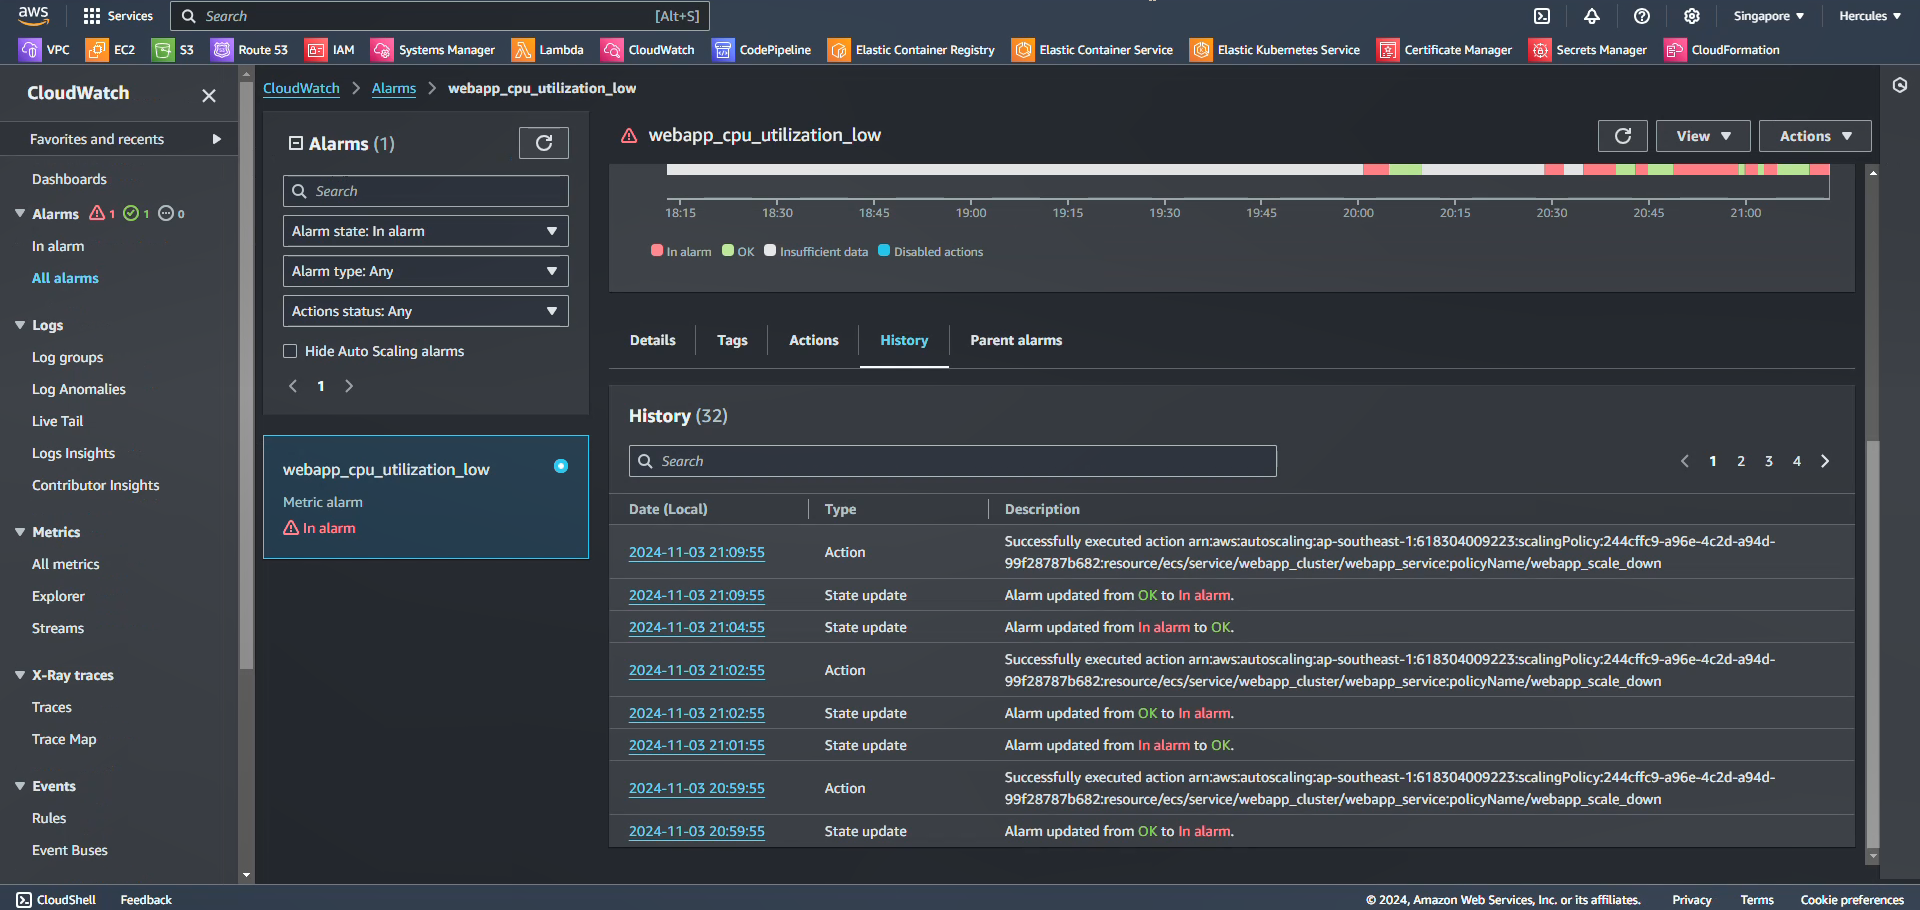 aws
Services
Search
[Alt+S]
Singapore
Hercules
VPC
EC2
S3
Route 53
IAM
Systems Manager
Lambda
CloudWatch
CodePipeline
Elastic Container Registry
Elastic Container Service
Elastic Kubernetes Service
Certificate Manager
Secrets Manager
CloudFormation
CloudWatch
Favorites and recents
Dashboards
Alarms 1 1 0
In alarm
All alarms
Logs
Log groups
Log Anomalies
Live Tail
Logs Insights
Contributor Insights
Metrics
All metrics
Explorer
Streams
X-Ray traces
Traces
Trace Map
Events
Rules
Event Buses
CloudWatch > Alarms > webapp_cpu_utilization_low
Alarms (1)
Search
Alarm state: In alarm
Alarm type: Any
Actions status: Any
Hide Auto Scaling alarms
1
webapp_cpu_utilization_low
Metric alarm
In alarm
webapp_cpu_utilization_low
View
Actions
18:15 18:30 18:45 19:00 19:15 19:30 19:45 20:00 20:15 20:30 20:45 21:00
In alarm OK Insufficient data Disabled actions
Details Tags Actions History Parent alarms
History (32)
Search
1 2 3 4
Date (Local) Type Description
2024-11-03 21:09:55 Action Successfully executed action arn:aws:autoscaling:ap-southeast-1:618304009223:scalingPolicy:244cffc9-a96e-4c2d-a94d-
99f28787b682:resource/ecs/service/webapp_cluster/webapp_service:policyName/webapp_scale_down
2024-11-03 21:09:55 State update Alarm updated from OK to In alarm.
2024-11-03 21:04:55 State update Alarm updated from In alarm to OK.
2024-11-03 21:02:55 Action Successfully executed action arn:aws:autoscaling:ap-southeast-1:618304009223:scalingPolicy:244cffc9-a96e-4c2d-a94d-
99f28787b682:resource/ecs/service/webapp_cluster/webapp_service:policyName/webapp_scale_down
2024-11-03 21:02:55 State update Alarm updated from OK to In alarm.
2024-11-03 21:01:55 State update Alarm updated from In alarm to OK.
2024-11-03 20:59:55 Action Successfully executed action arn:aws:autoscaling:ap-southeast-1:618304009223:scalingPolicy:244cffc9-a96e-4c2d-a94d-
99f28787b682:resource/ecs/service/webapp_cluster/webapp_service:policyName/webapp_scale_down
2024-11-03 20:59:55 State update Alarm updated from OK to In alarm.
CloudShell
Feedback
© 2024, Amazon Web Services, Inc. or its affiliates.
Privacy
Terms
Cookie preferences